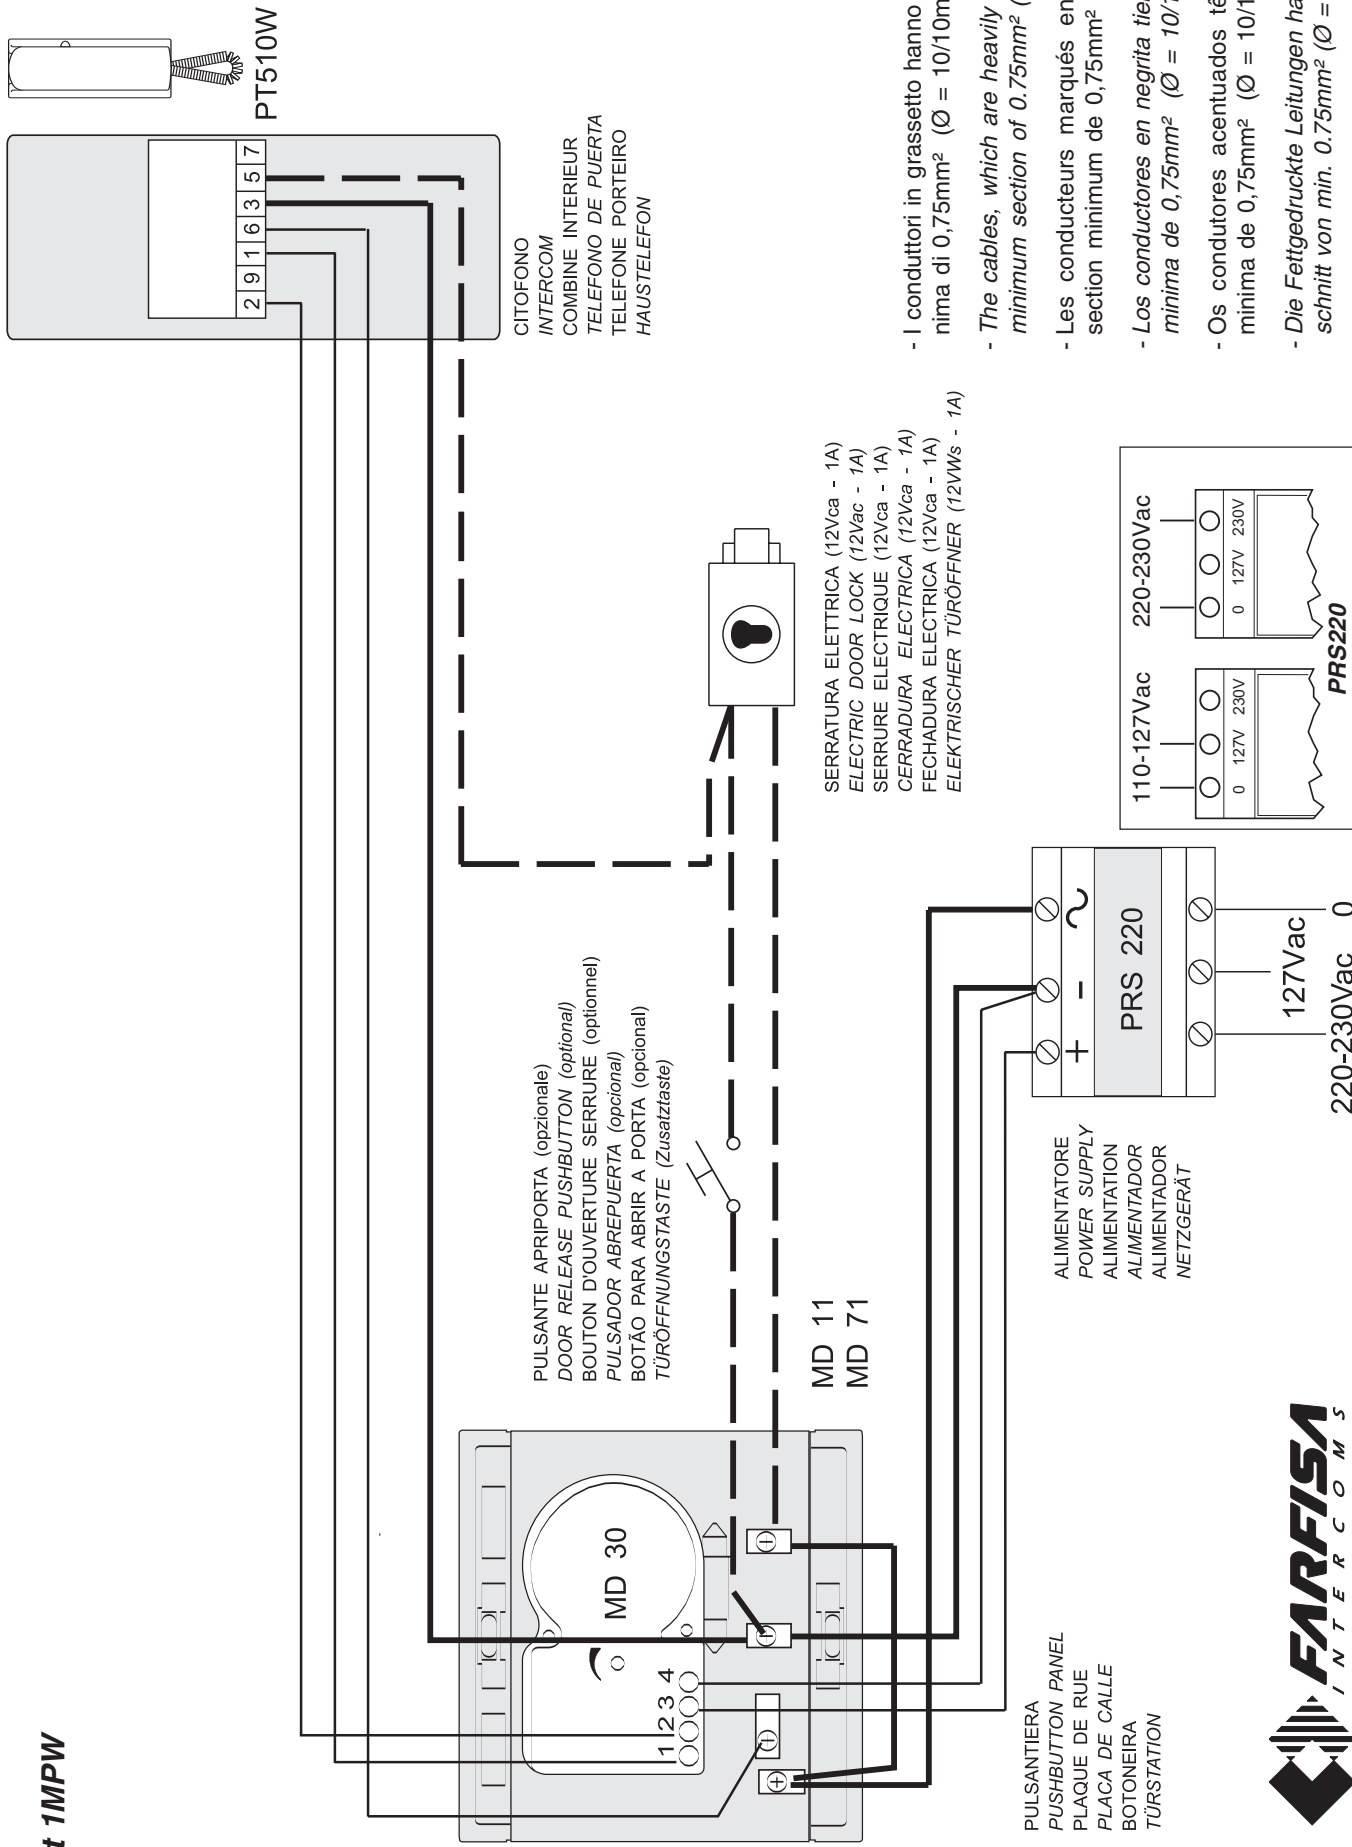 t 1MPW
PT510W
2 9 1 6 3 5 7
CITOFONO
INTERCOM
COMBINE INTERIEUR
TELEFONO DE PUERTA
TELEFONE PORTEIRO
HAUSTELEFON
PULSANTE APRIPORTA (opzionale)
DOOR RELEASE PUSHBUTTON (optional)
BOUTON D'OUVERTURE SERRURE (optionnel)
PULSADOR ABREPUERTA (opcional)
BOTÃO PARA ABRIR A PORTA (opcional)
TÜRÖFFNUNGSTASTE (Zusatztaste)
MD 30
1 2 3 4
MD 11
MD 71
SERRATURA ELETTRICA (12Vca - 1A)
ELECTRIC DOOR LOCK (12Vac - 1A)
SERRURE ELECTRIQUE (12Vca - 1A)
CERRADURA ELECTRICA (12Vca - 1A)
FECHADURA ELECTRICA (12Vca - 1A)
ELEKTRISCHER TÜRÖFFNER (12VWs - 1A)
- I conduttori in grassetto hanno
nima di 0,75mm² (Ø = 10/10m
- The cables, which are heavily
minimum section of 0.75mm² (
- Les conducteurs marqués en
section minimum de 0,75mm²
- Los conductores en negrita tie
minima de 0,75mm² (Ø = 10/1
- Os condutores acentuados tê
minima de 0,75mm² (Ø = 10/1
- Die Fettgedruckte Leitungen ha
schnitt von min. 0.75mm² (Ø =
PULSANTIERA
PUSHBUTTON PANEL
PLAQUE DE RUE
PLACA DE CALLE
BOTONEIRA
TÜRSTATION
ALIMENTATORE
POWER SUPPLY
ALIMENTATION
ALIMENTADOR
ALIMENTADOR
NETZGERÄT
+ - ~
PRS 220
127Vac
220-230Vac 0
110-127Vac
0 127V 230V
220-230Vac
0 127V 230V
PRS220
FARFISA
INTERCOMS